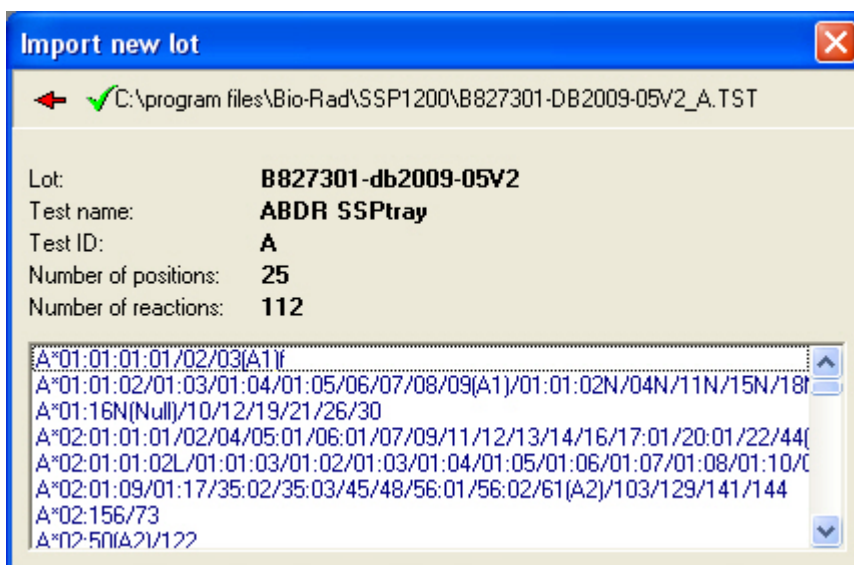 Import new lot
C:\program files\Bio-Rad\SSP1200\B827301-DB2009-05V2_A.TST
Lot: B827301-db2009-05V2
Test name: ABDR SSPtray
Test ID: A
Number of positions: 25
Number of reactions: 112
A*01:01:01:01/02/03(A1)f
A*01:01:02/01:03/01:04/01:05/06/07/08/09(A1)/01:01:02N/04N/11N/15N/18N
A*01:16N(Null)/10/12/19/21/26/30
A*02:01:01:01/02/04/05:01/06:01/07/09/11/12/13/14/16/17:01/20:01/22/44(
A*02:01:01:02L/01:01:03/01:02/01:03/01:04/01:05/01:06/01:07/01:08/01:10/0
A*02:01:09/01:17/35:02/35:03/45/48/56:01/56:02/61(A2)/103/129/141/144
A*02:156/73
A*02:50(A2)/122